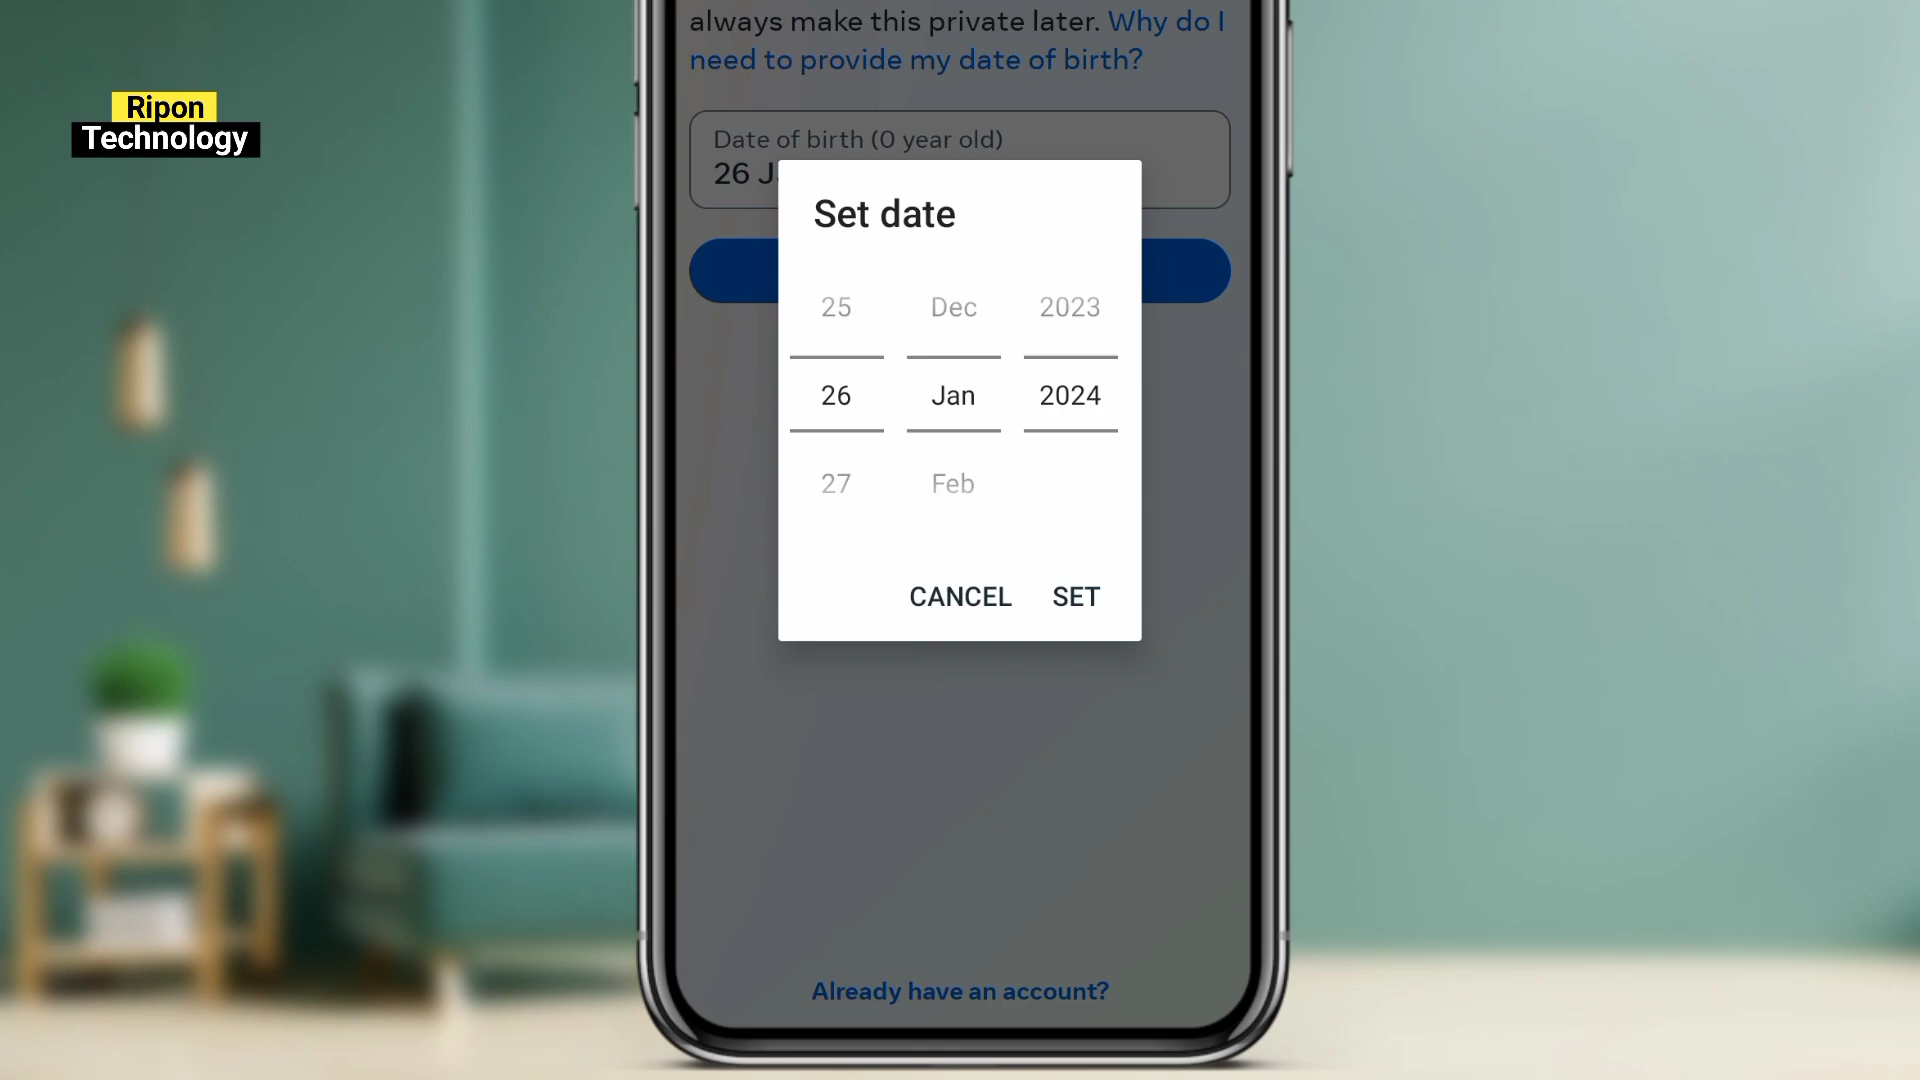 always make this private later. Why do I
need to provide my date of birth?
Ripon
Technology
Date of birth (0 year old)
26 J
Set date
25 Dec 2023
26 Jan 2024
27 Feb
CANCEL SET
Already have an account?